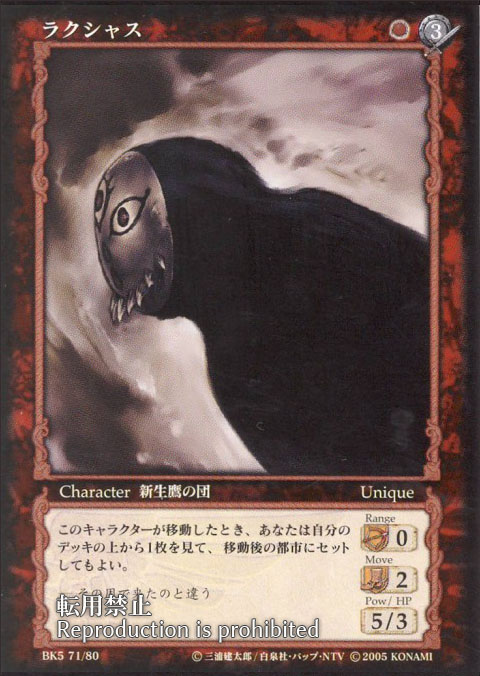 ラクシャス
3
Character 新生鷹の団
Unique
このキャラクターが移動したとき、あなたは自分の
デッキの上から1枚を見て、移動後の都市にセット
してもよい。
Range
0
Move
2
Pow/ HP
5/3
転用禁止
Reproduction is prohibited
BK5 71/80
© 三浦建太郎/白泉社・バップ・NTV © 2005 KONAMI